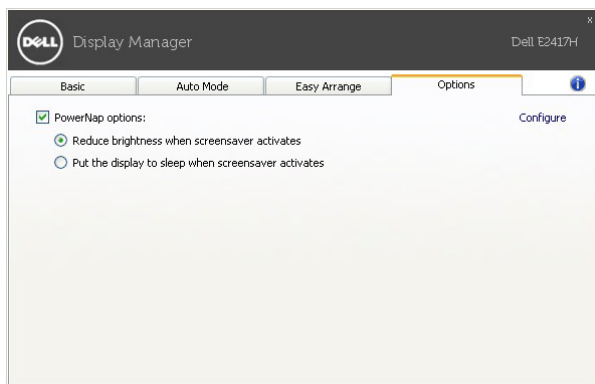 DELL Display Manager Dell E2417H x
Basic Auto Mode Easy Arrange Options i
PowerNap options: Configure
Reduce brightness when screensaver activates
Put the display to sleep when screensaver activates